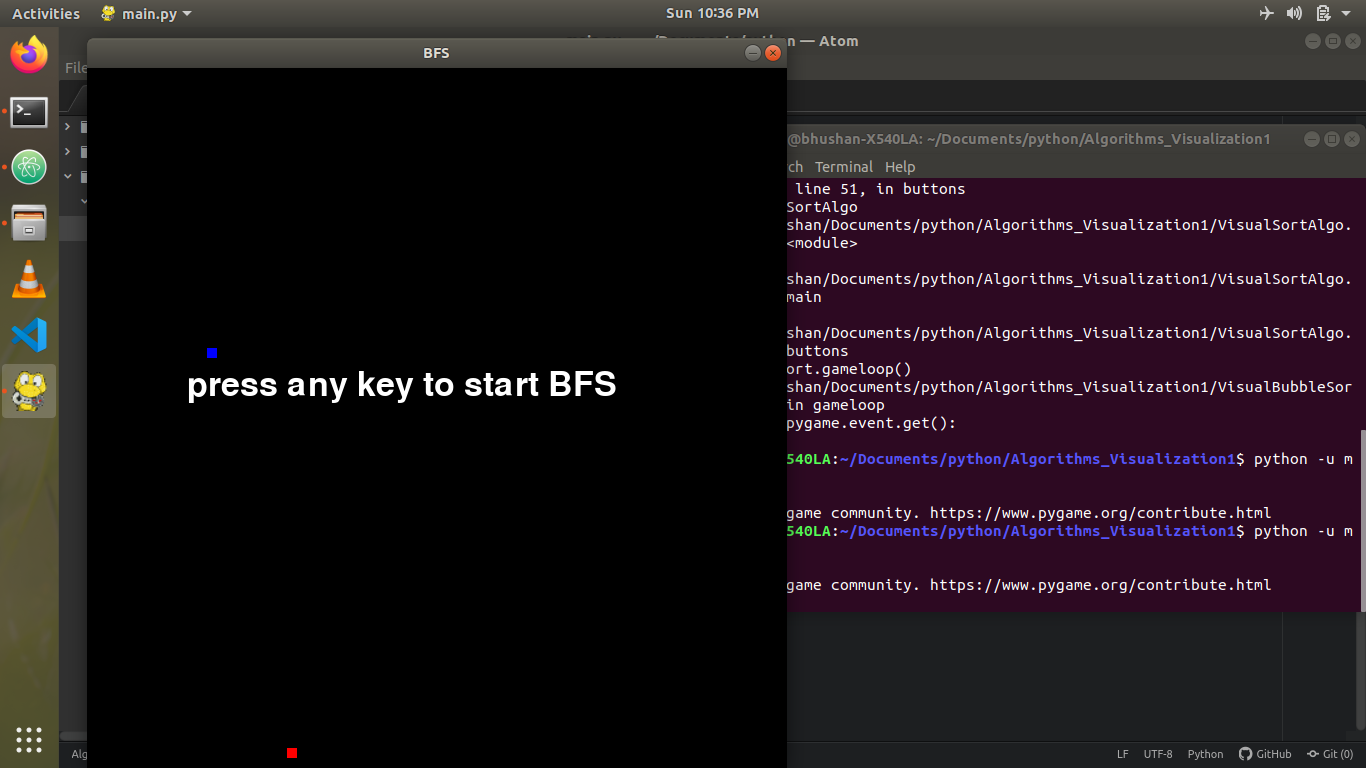 Activities
main.py
Sun 10:36 PM
— Atom
File
BFS
press any key to start BFS
@bhushan-X540LA: ~/Documents/python/Algorithms_Visualization1
Terminal Help
line 51, in buttons
SortAlgo
shan/Documents/python/Algorithms_Visualization1/VisualSortAlgo.
<module>
shan/Documents/python/Algorithms_Visualization1/VisualSortAlgo.
main
shan/Documents/python/Algorithms_Visualization1/VisualSortAlgo.
buttons
ort.gameloop()
shan/Documents/python/Algorithms_Visualization1/VisualBubbleSor
in gameloop
pygame.event.get():
540LA:~/Documents/python/Algorithms_Visualization1$ python -u m
game community. https://www.pygame.org/contribute.html
540LA:~/Documents/python/Algorithms_Visualization1$ python -u m
game community. https://www.pygame.org/contribute.html
LF UTF-8 Python GitHub Git (0)